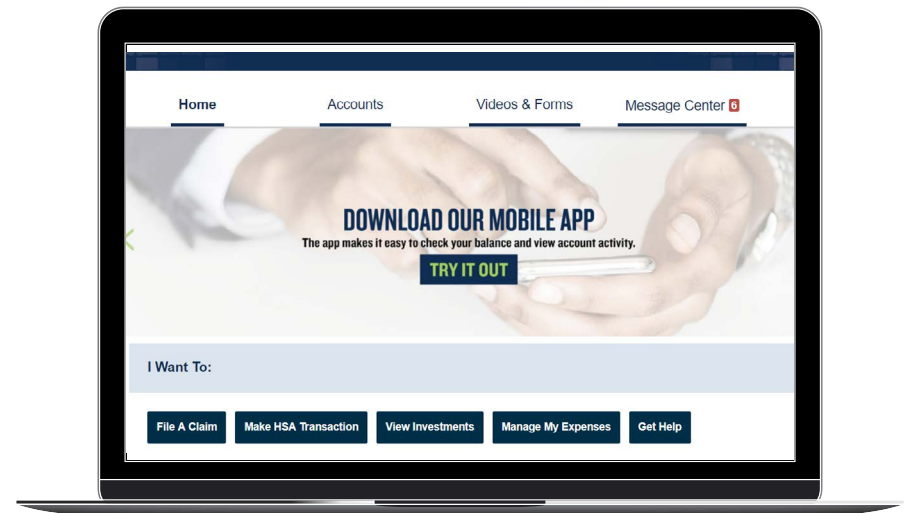 Home Accounts Videos & Forms Message Center 6
DOWNLOAD OUR MOBILE APP
The app makes it easy to check your balance and view account activity.
TRY IT OUT
I Want To:
File A Claim Make HSA Transaction View Investments Manage My Expenses Get Help